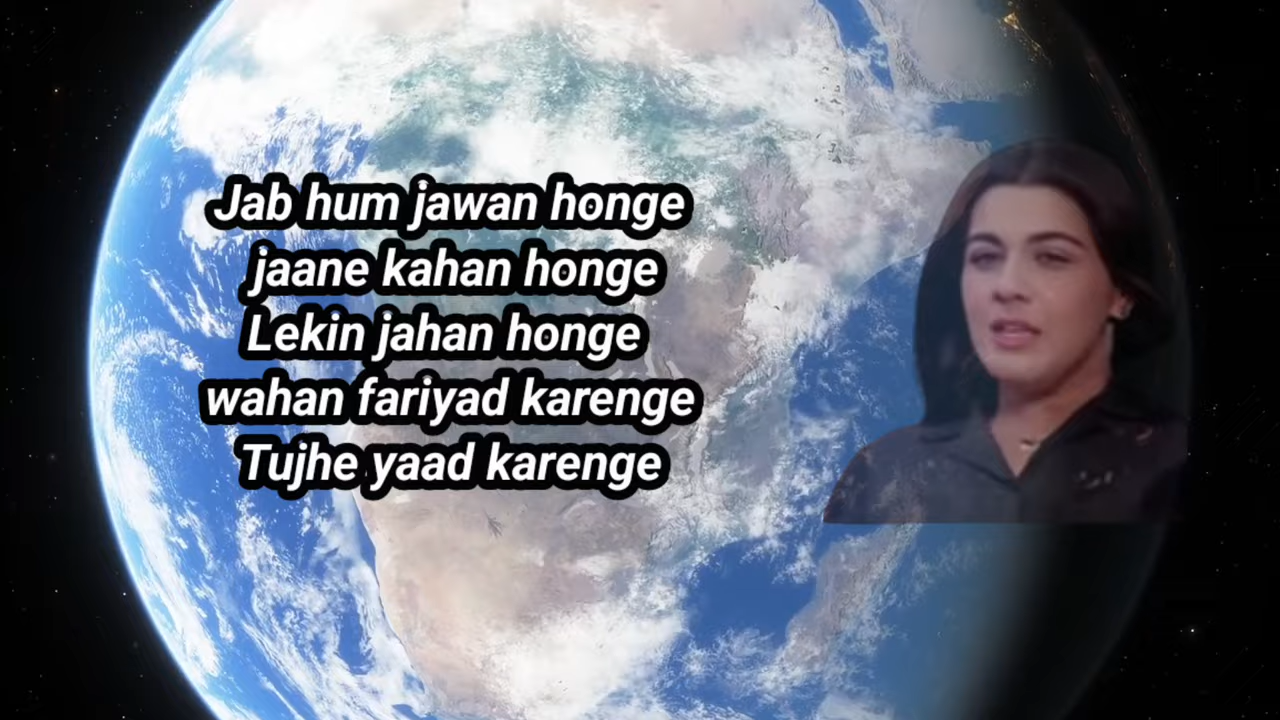 Jab hum jawan honge
jaane kahan honge
Lekin jahan honge
wahan fariyad karenge
Tujhe yaad karenge